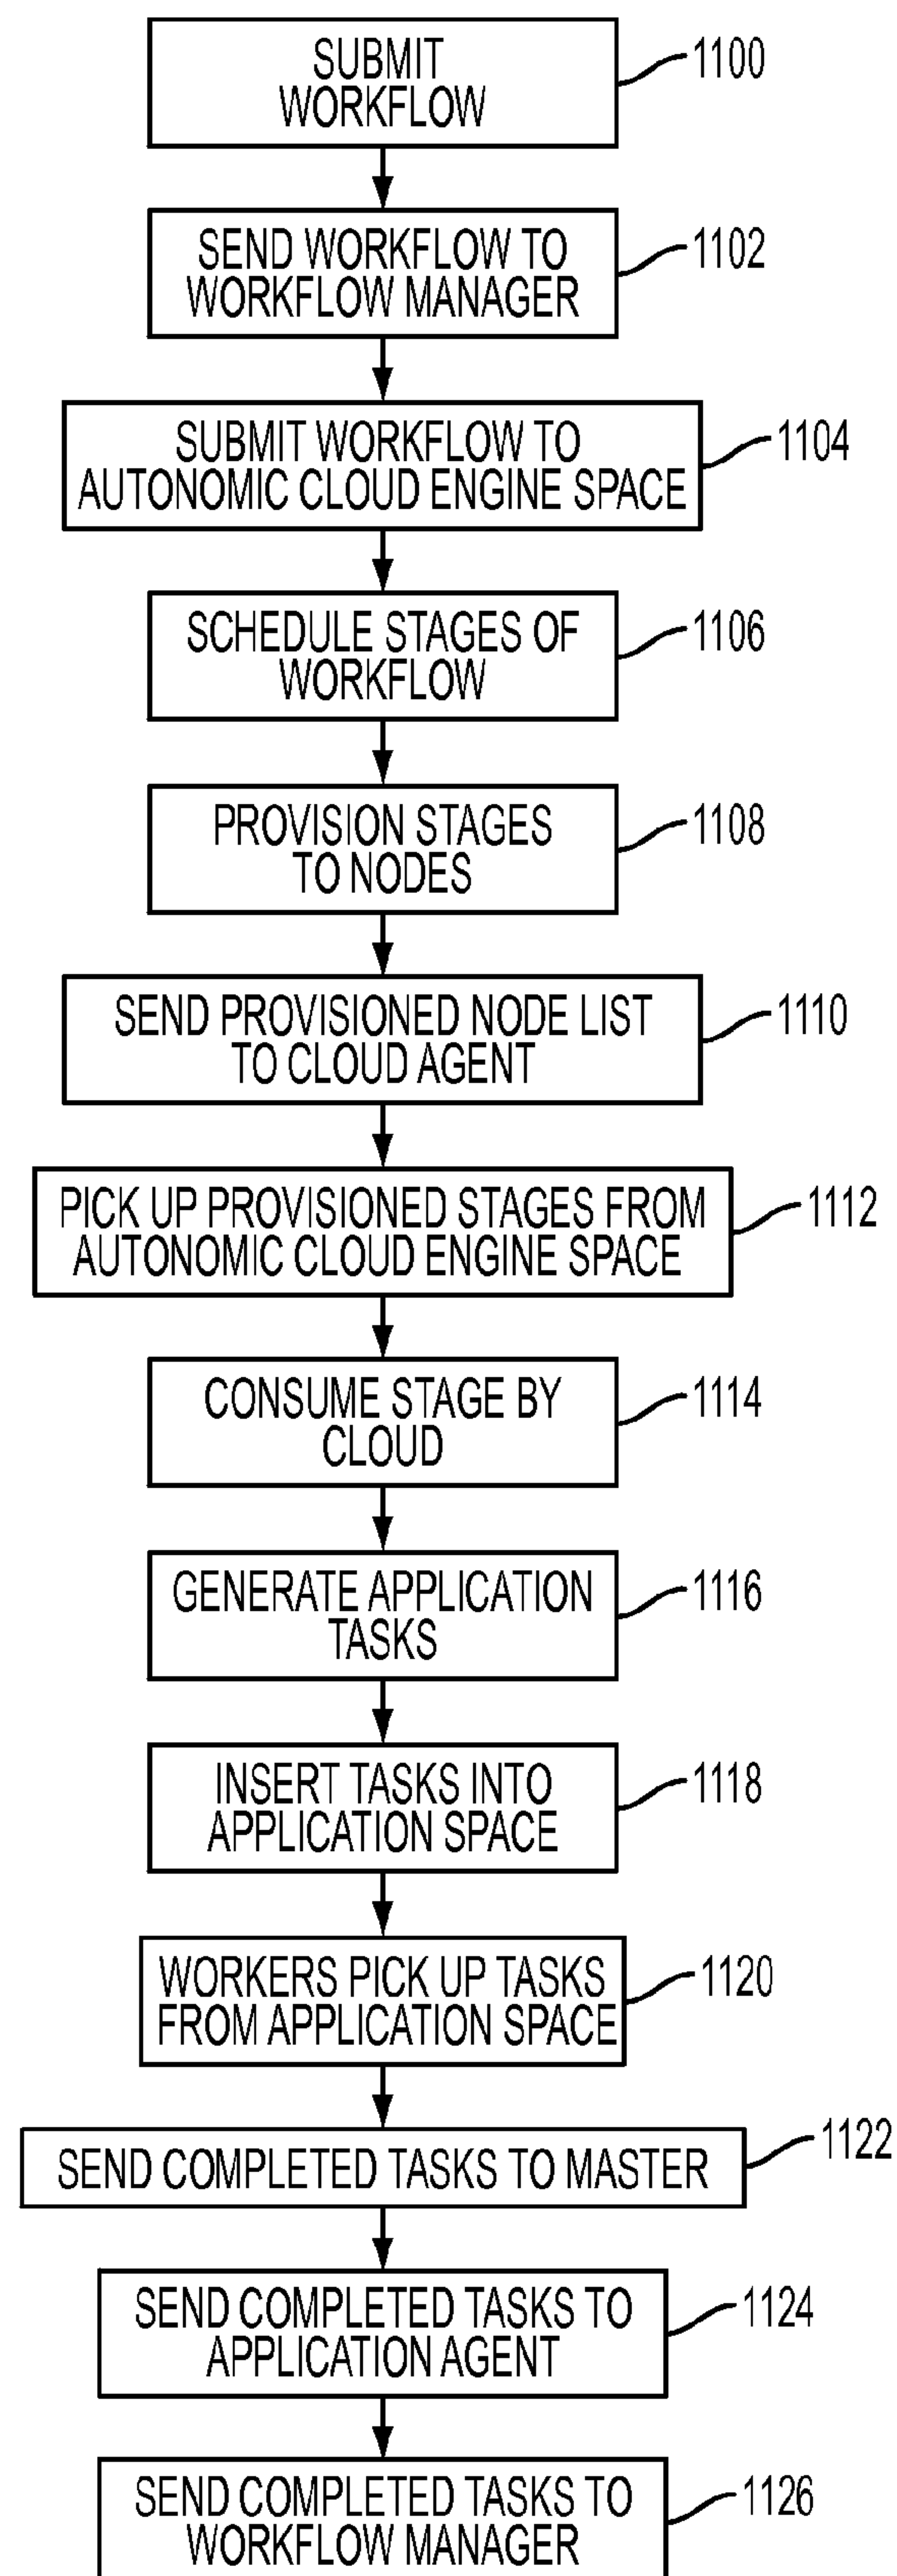 SUBMIT
WORKFLOW
1100
SEND WORKFLOW TO
WORKFLOW MANAGER
1102
SUBMIT WORKFLOW TO
AUTONOMIC CLOUD ENGINE SPACE
1104
SCHEDULE STAGES OF
WORKFLOW
1106
PROVISION STAGES
TO NODES
1108
SEND PROVISIONED NODE LIST
TO CLOUD AGENT
1110
PICK UP PROVISIONED STAGES FROM
AUTONOMIC CLOUD ENGINE SPACE
1112
CONSUME STAGE BY
CLOUD
1114
GENERATE APPLICATION
TASKS
1116
INSERT TASKS INTO
APPLICATION SPACE
1118
WORKERS PICK UP TASKS
FROM APPLICATION SPACE
1120
SEND COMPLETED TASKS TO MASTER
1122
SEND COMPLETED TASKS TO
APPLICATION AGENT
1124
SEND COMPLETED TASKS TO
WORKFLOW MANAGER
1126